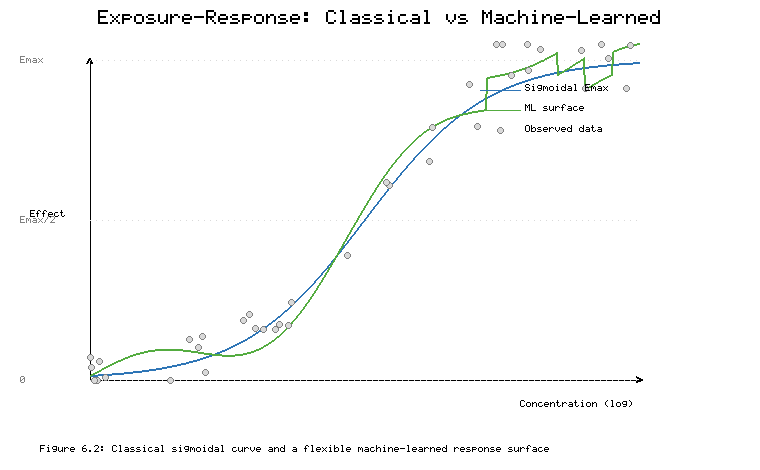 Exposure-Response: Classical vs Machine-Learned
Emax
Sigmoidal Emax
ML surface
Observed data
Effect
Emax/2
0
Concentration (log)
Figure 6.2: Classical sigmoidal curve and a flexible machine-learned response surface